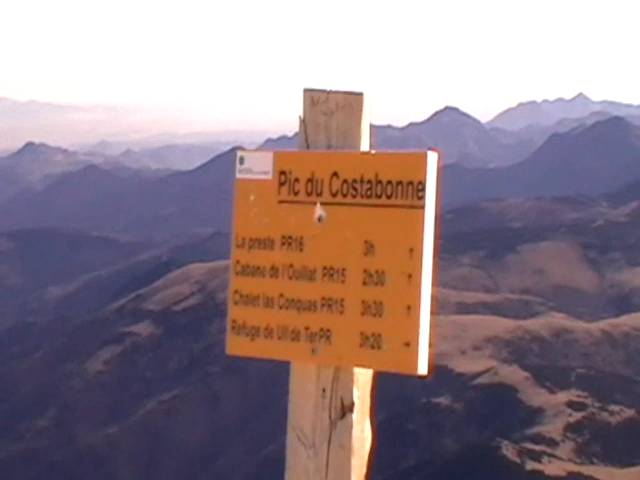 Pic du Costabonne
La preste PR16 3h ↑
Cabane de l'Ouillat PR15 2h30 ↑
Chalet las Conques PR15 3h30 ↑
Refuge de Ull de Ter PR 3h20 →